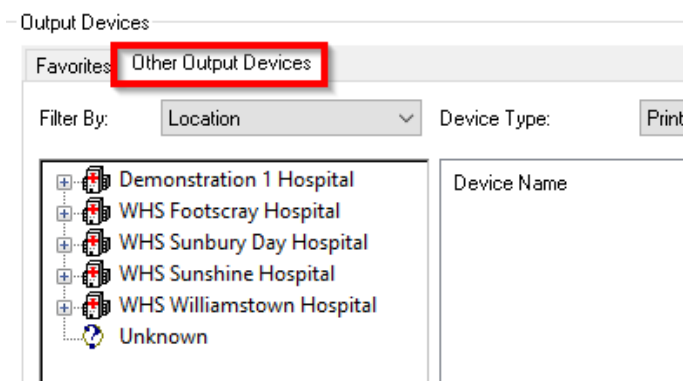 Output Devices
Favorites Other Output Devices
Filter By: Location Device Type: Print
Demonstration 1 Hospital Device Name
WHS Footscray Hospital
WHS Sunbury Day Hospital
WHS Sunshine Hospital
WHS Williamstown Hospital
Unknown